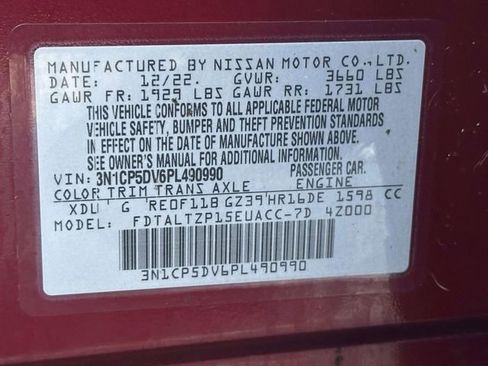 MANUFACTURED BY NISSAN MOTOR CO., LTD.
DATE: 12/22. GVWR: 3660 LBS
GAWR FR: 1929 LBS GAWR RR: 1731 LBS
THIS VEHICLE CONFORMS TO ALL APPLICABLE FEDERAL MOTOR
VEHICLE SAFETY, BUMPER AND THEFT PREVENTION STANDARDS
IN EFFECT ON THE DATE OF MANUFACTURE SHOWN ABOVE.
SEE OWNER'S MANUAL FOR ADDITIONAL INFORMATION.
VIN: 3N1CP5DV6PL490990 PASSENGER CAR.
COLOR TRIM TRANS AXLE ENGINE
XDU G RE0F11B GZ39 HR16DE 1598 CC
MODEL: FDTALTZP15EUACC-7D 4Z000
3N1CP5DV6PL490990